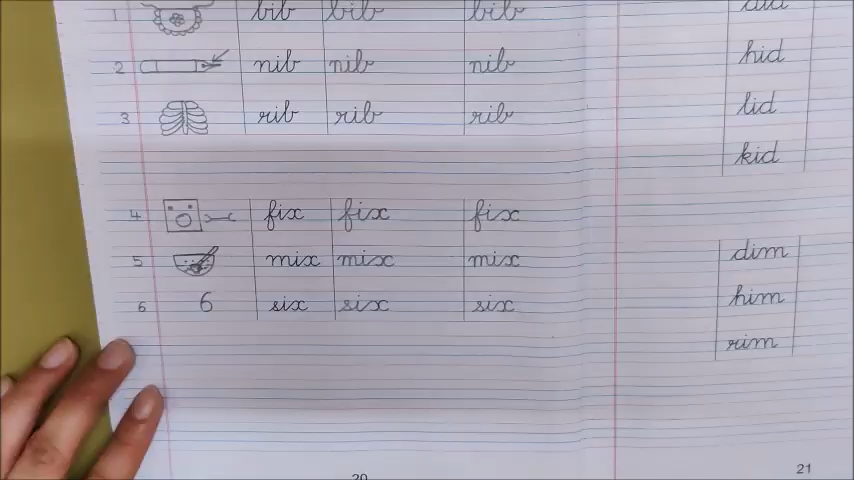 1 bib bib bib
2 nib nib nib
3 rib rib rib
4 fix fix fix
5 mix mix mix
6 6 six six six
20
hid
lid
kid
dim
him
rim
21